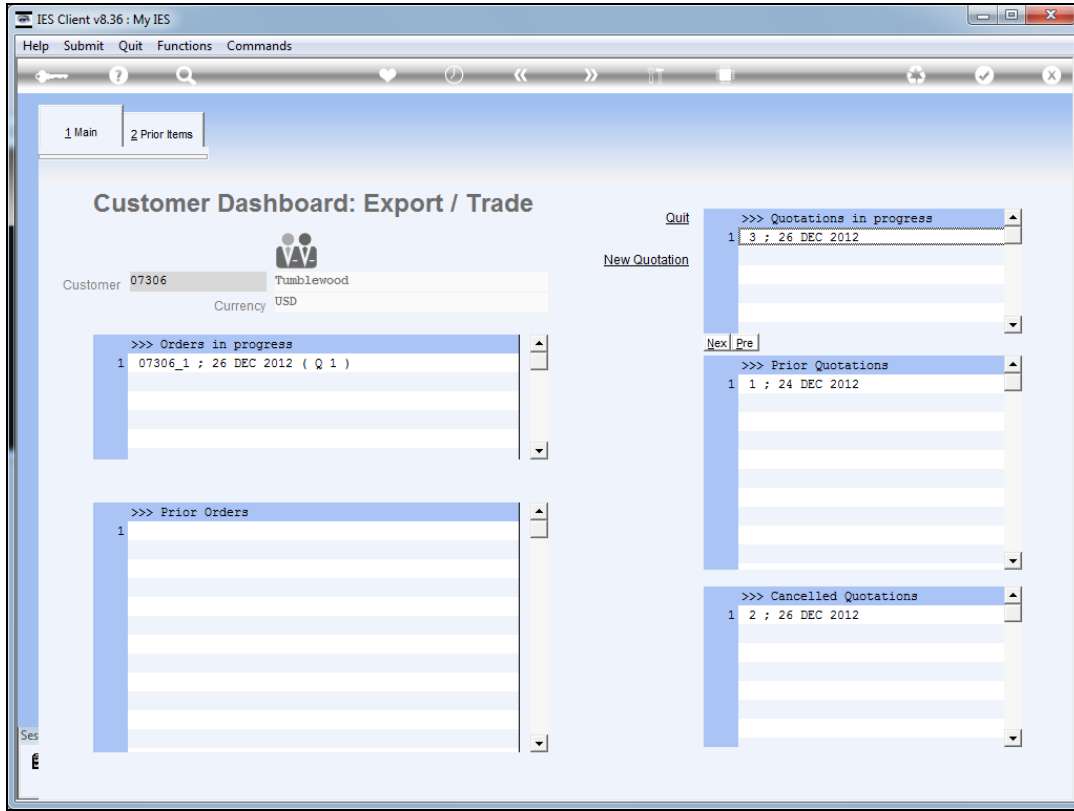 IES Client v8.36 : My IES
Help Submit Quit Functions Commands
1 Main
2 Prior Items
Customer Dashboard: Export / Trade
Quit
New Quotation
Customer 07306 Tumblewood
Currency USD
>>> Quotations in progress
1 3 ; 26 DEC 2012
Nex Pre
>>> Orders in progress
1 07306_1 ; 26 DEC 2012 ( Q 1 )
>>> Prior Quotations
1 1 ; 24 DEC 2012
>>> Prior Orders
1
>>> Cancelled Quotations
1 2 ; 26 DEC 2012
Ses